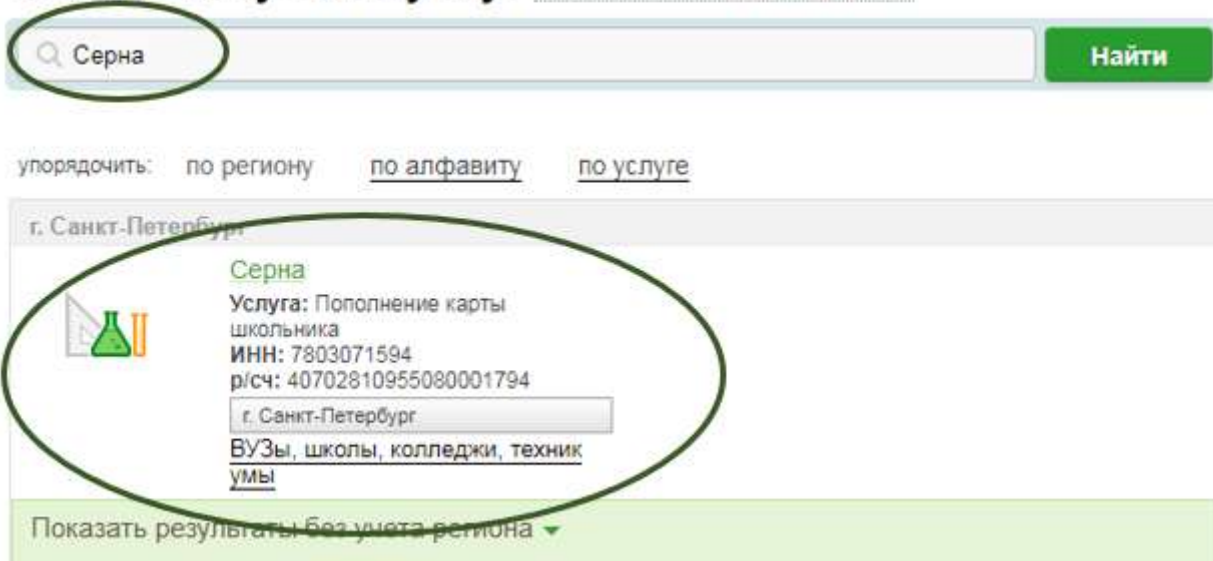 Серна
Найти
упорядочить: по региону по алфавиту по услуге
г. Санкт-Петербург
Серна
Услуга: Пополнение карты
школьника
ИНН: 7803071594
р/сч: 40702810955080001794
г. Санкт-Петербург
ВУЗы, школы, колледжи, техник
умы
Показать результаты без учета региона